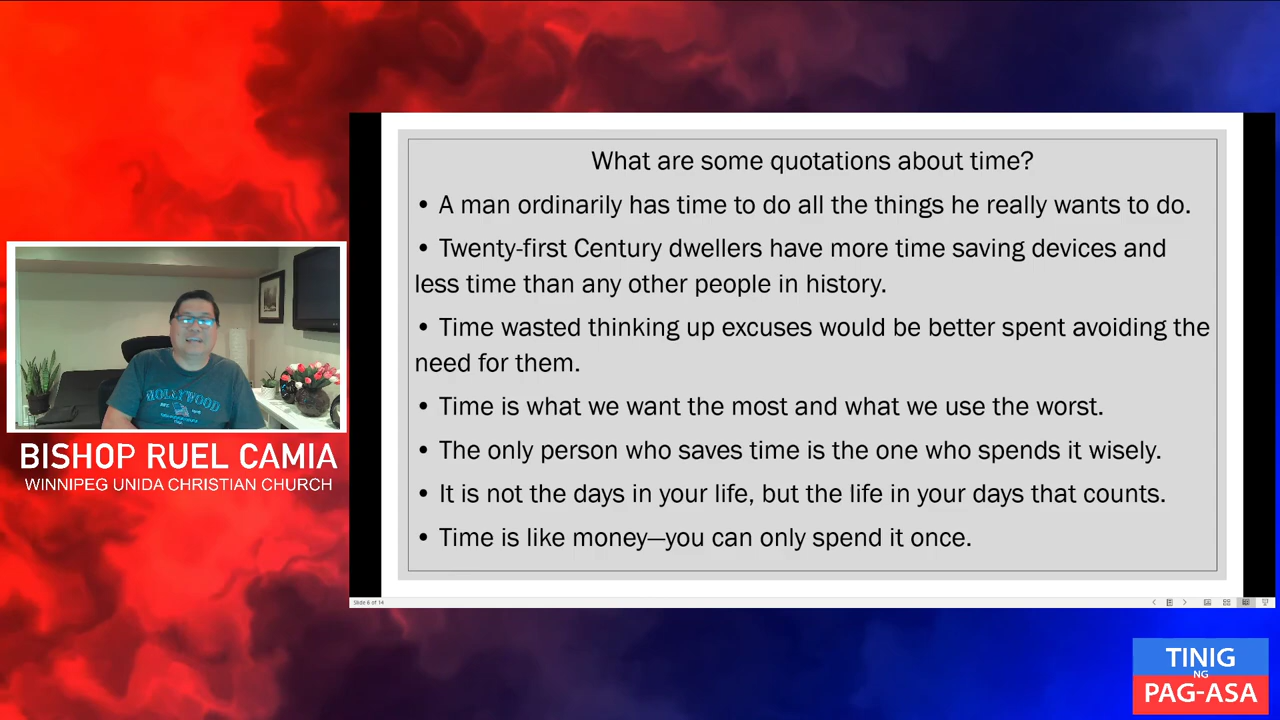 What are some quotations about time?
• A man ordinarily has time to do all the things he really wants to do.
• Twenty-first Century dwellers have more time saving devices and
less time than any other people in history.
• Time wasted thinking up excuses would be better spent avoiding the
need for them.
• Time is what we want the most and what we use the worst.
• The only person who saves time is the one who spends it wisely.
• It is not the days in your life, but the life in your days that counts.
• Time is like money—you can only spend it once.
Slide 6 of 14
HOLLYWOOD
BISHOP RUEL CAMIA
WINNIPEG UNIDA CHRISTIAN CHURCH
TINIG
NG
PAG-ASA